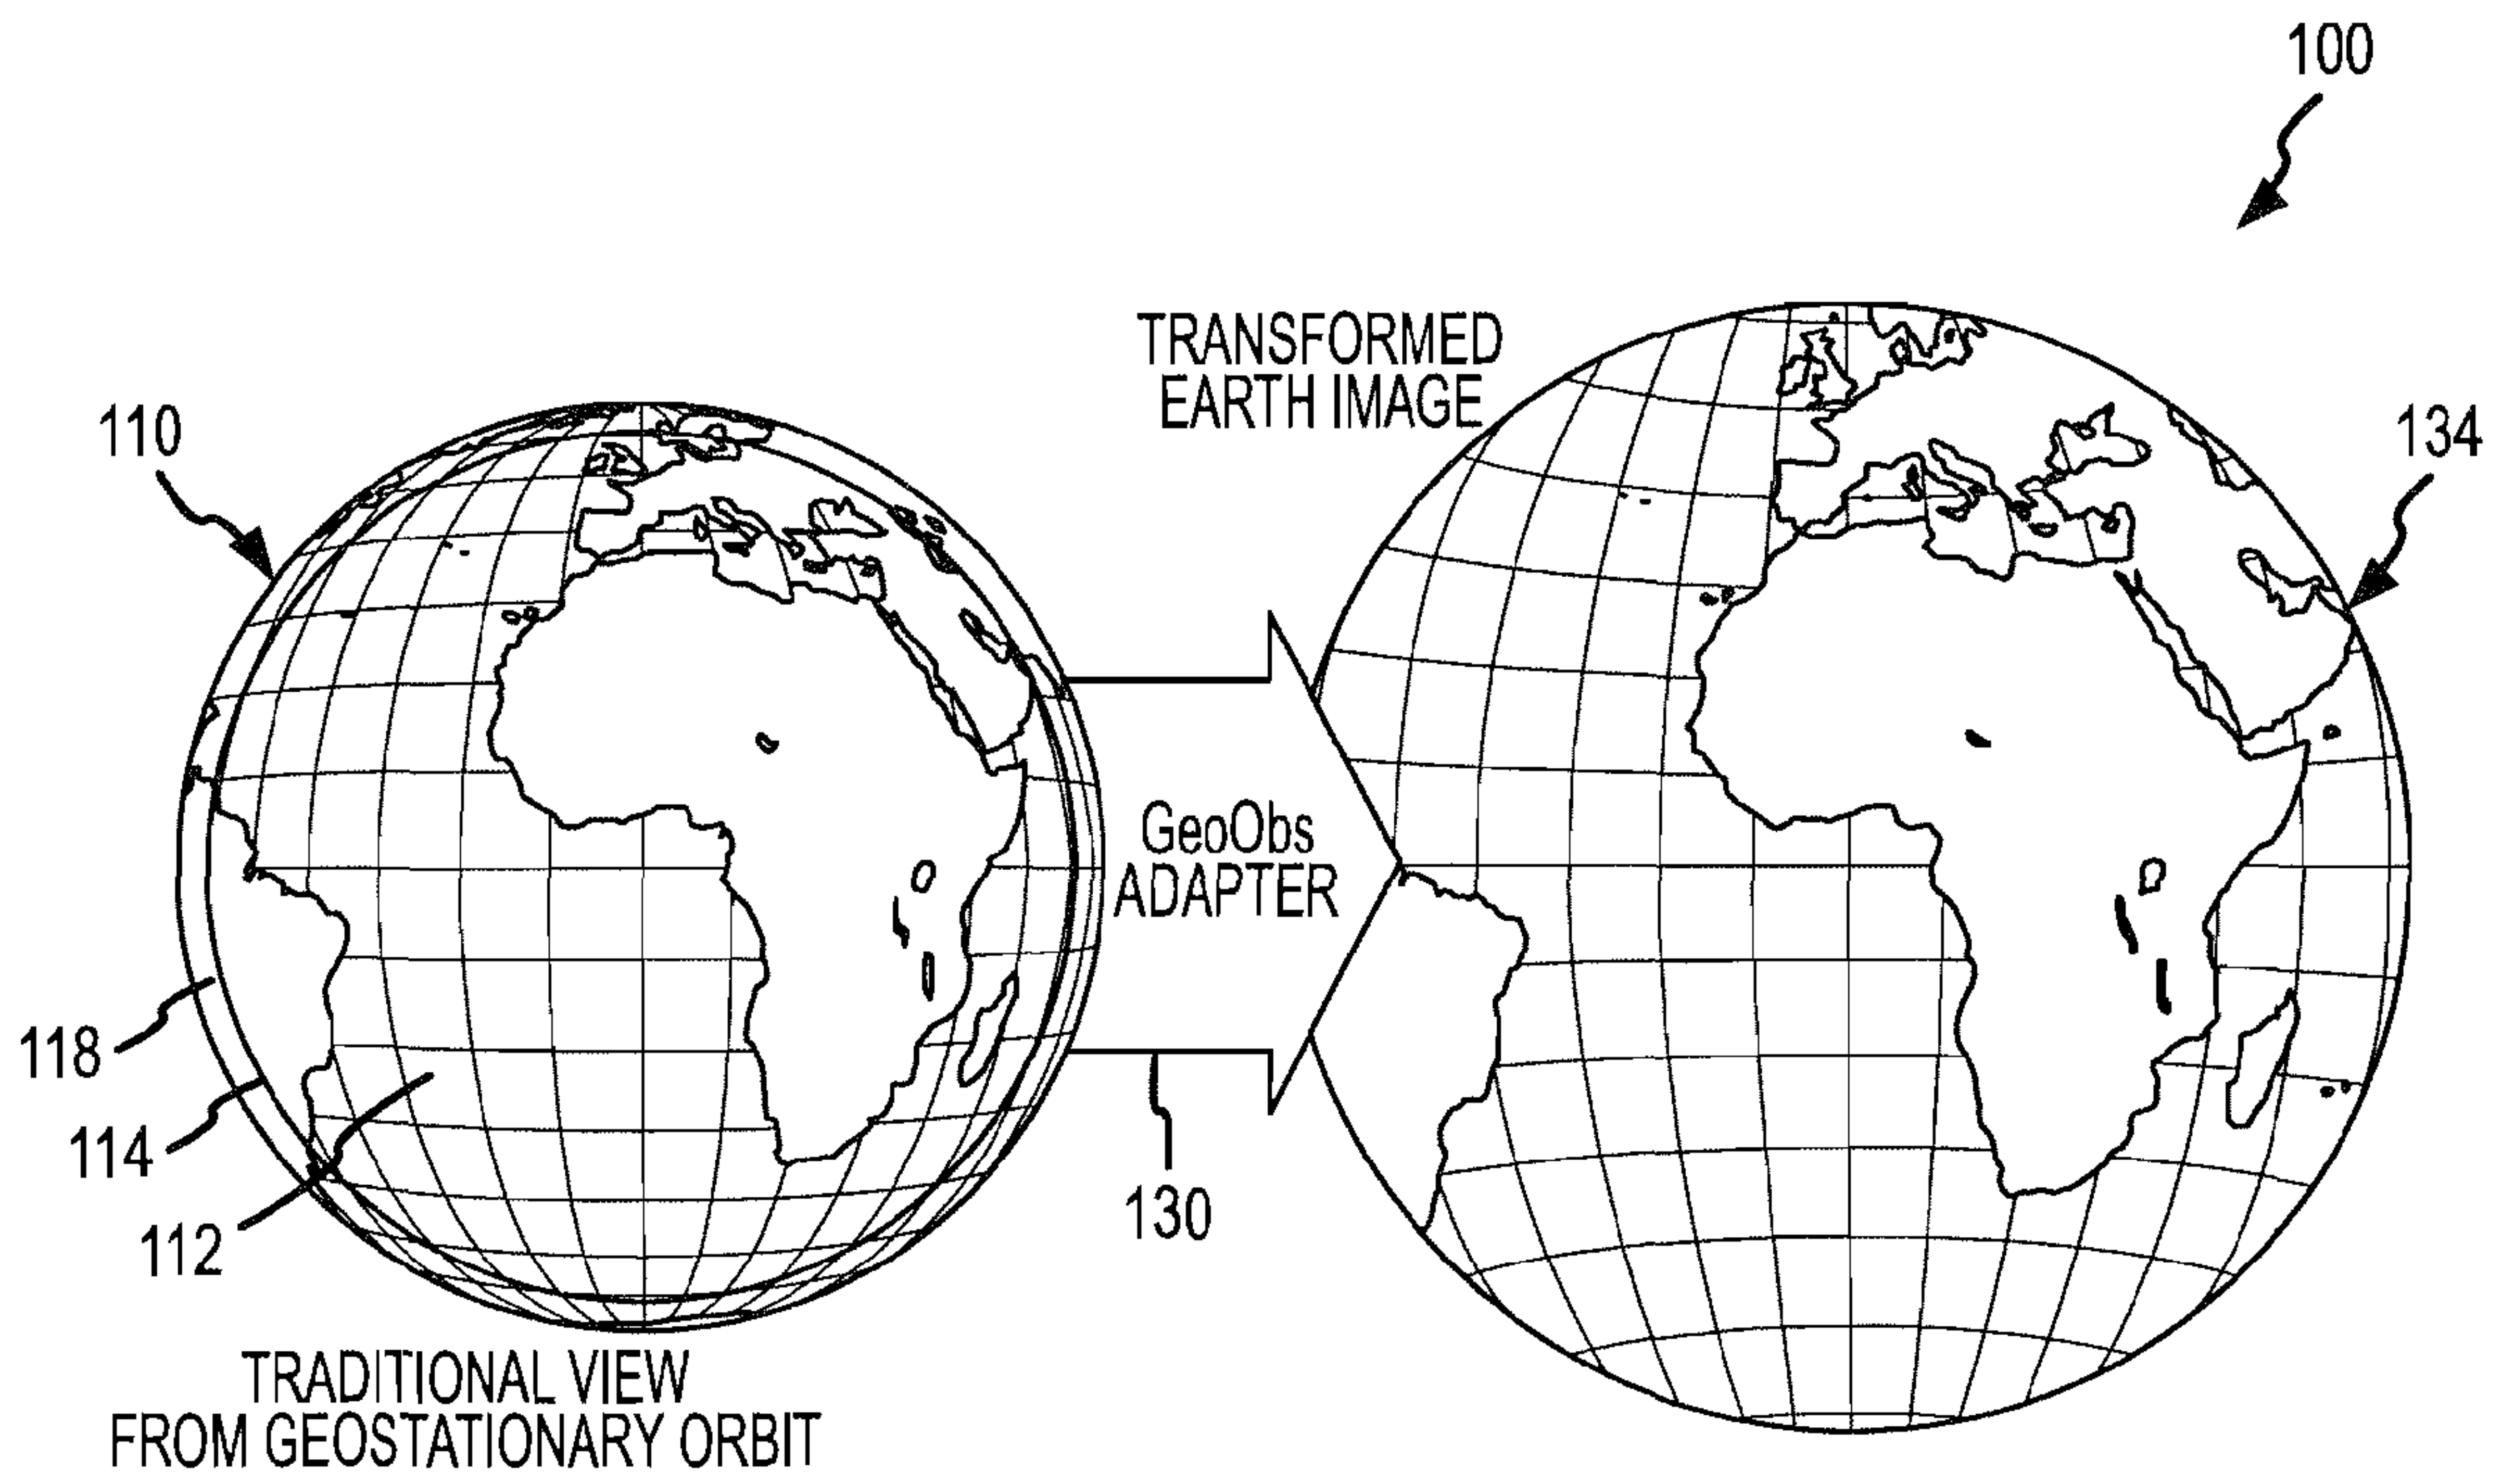 100
TRANSFORMED
EARTH IMAGE
110
134
GeoObs
ADAPTER
118
114
112
130
TRADITIONAL VIEW
FROM GEOSTATIONARY ORBIT